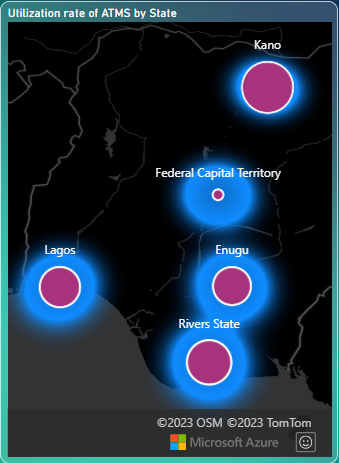 Utilization rate of ATMS by State
Kano
Federal Capital Territory
Lagos
Enugu
Rivers State
©2023 OSM ©2023 TomTom
Microsoft Azure